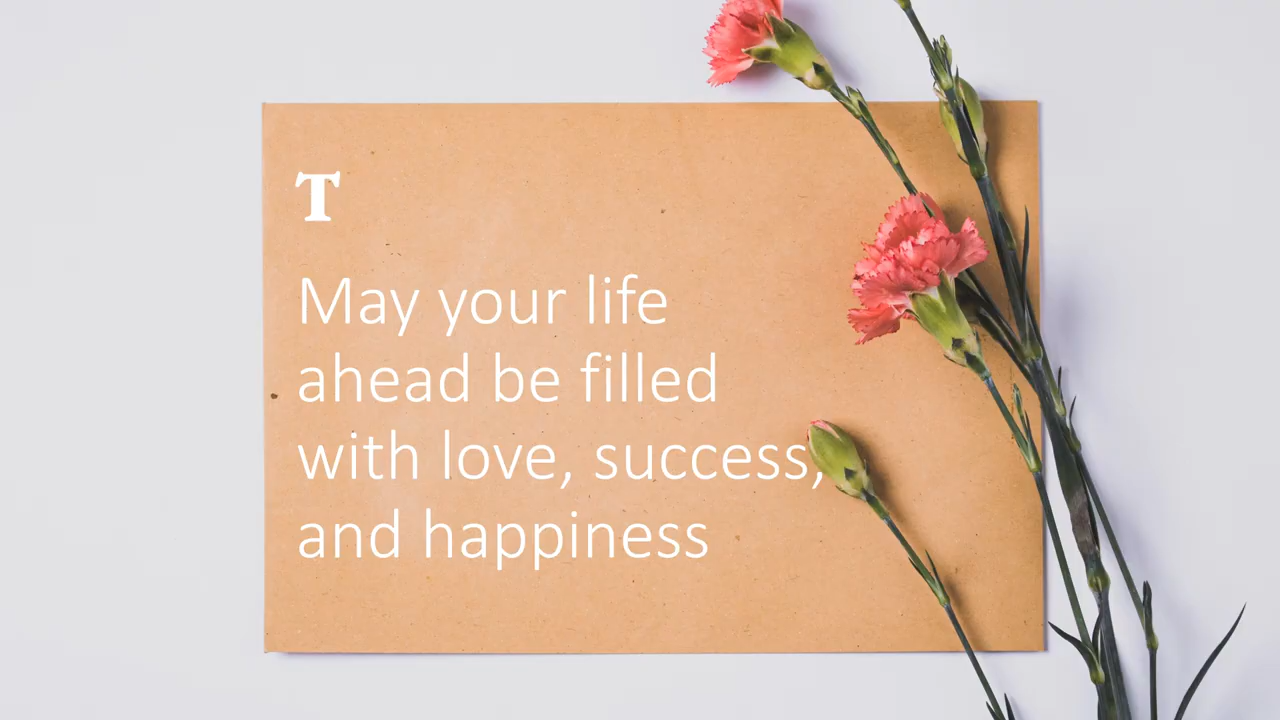 T
May your life
ahead be filled
with love, success,
and happiness